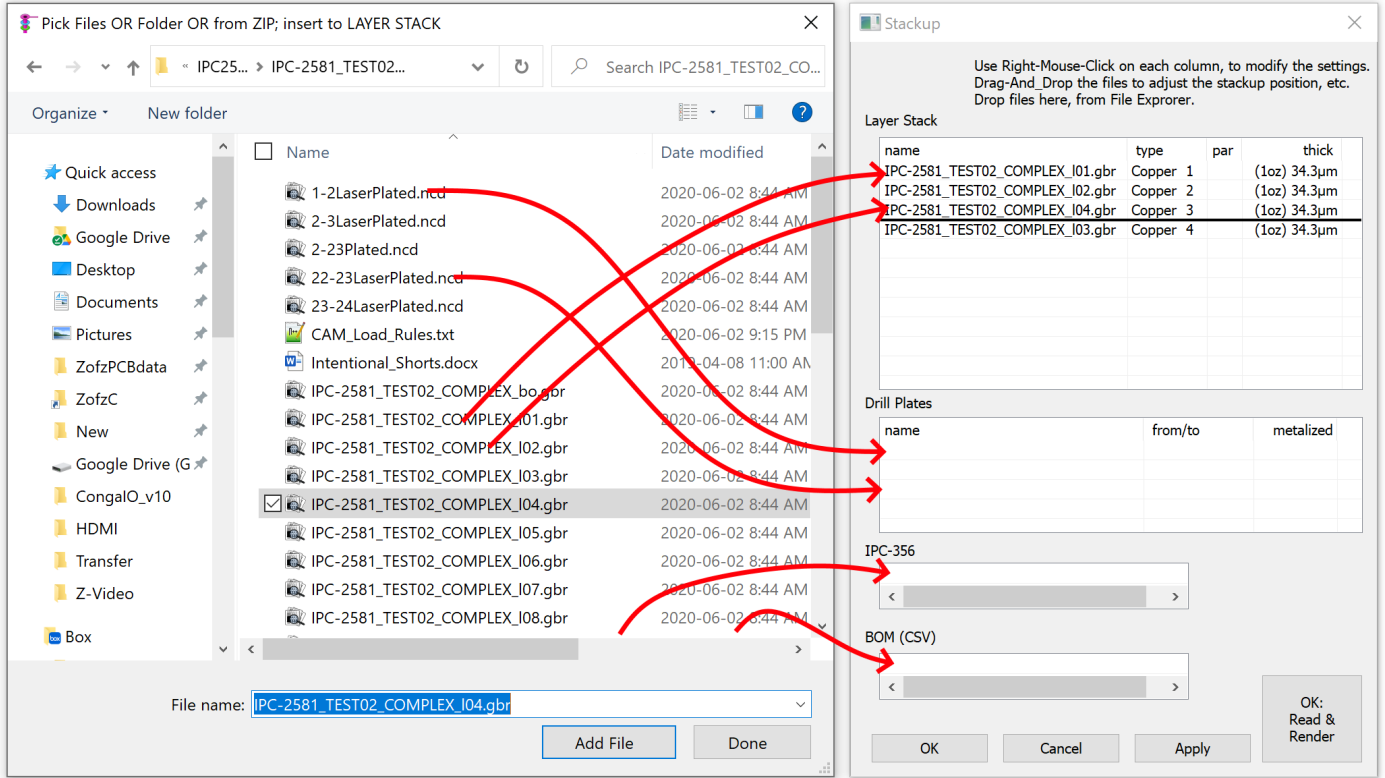 Pick Files OR Folder OR from ZIP; insert to LAYER STACK
« IPC25... > IPC-2581_TEST02...
Search IPC-2581_TEST02_CO...
Organize
New folder
?
Quick access
Downloads
Google Drive
Desktop
Documents
Pictures
ZofzPCBdata
ZofzC
New
Google Drive (G
CongaIO_v10
HDMI
Transfer
Z-Video
box Box
Name Date modified
1-2LaserPlated.ncd 2020-06-02 8:44 AM
2-3LaserPlated.ncd 2020-06-02 8:44 AM
2-23Plated.ncd 2020-06-02 8:44 AM
22-23LaserPlated.ncd 2020-06-02 8:44 AM
23-24LaserPlated.ncd 2020-06-02 8:44 AM
CAM_Load_Rules.txt 2020-06-02 9:15 PM
Intentional_Shorts.docx 2019-04-08 11:00 AM
IPC-2581_TEST02_COMPLEX_bo.gbr 2020-06-02 8:44 AM
IPC-2581_TEST02_COMPLEX_l01.gbr 2020-06-02 8:44 AM
IPC-2581_TEST02_COMPLEX_l02.gbr 2020-06-02 8:44 AM
IPC-2581_TEST02_COMPLEX_l03.gbr 2020-06-02 8:44 AM
IPC-2581_TEST02_COMPLEX_l04.gbr 2020-06-02 8:44 AM
IPC-2581_TEST02_COMPLEX_l05.gbr 2020-06-02 8:44 AM
IPC-2581_TEST02_COMPLEX_l06.gbr 2020-06-02 8:44 AM
IPC-2581_TEST02_COMPLEX_l07.gbr 2020-06-02 8:44 AM
IPC-2581_TEST02_COMPLEX_l08.gbr 2020-06-02 8:44 AM
File name: IPC-2581_TEST02_COMPLEX_l04.gbr
Add File
Done
Stackup
Use Right-Mouse-Click on each column, to modify the settings.
Drag-And_Drop the files to adjust the stackup position, etc.
Drop files here, from File Exprorer.
Layer Stack
name type par thick
IPC-2581_TEST02_COMPLEX_l01.gbr Copper 1 (1oz) 34.3µm
IPC-2581_TEST02_COMPLEX_l02.gbr Copper 2 (1oz) 34.3µm
IPC-2581_TEST02_COMPLEX_l04.gbr Copper 3 (1oz) 34.3µm
IPC-2581_TEST02_COMPLEX_l03.gbr Copper 4 (1oz) 34.3µm
Drill Plates
name from/to metalized
IPC-356
BOM (CSV)
OK:
Read &
Render
OK
Cancel
Apply